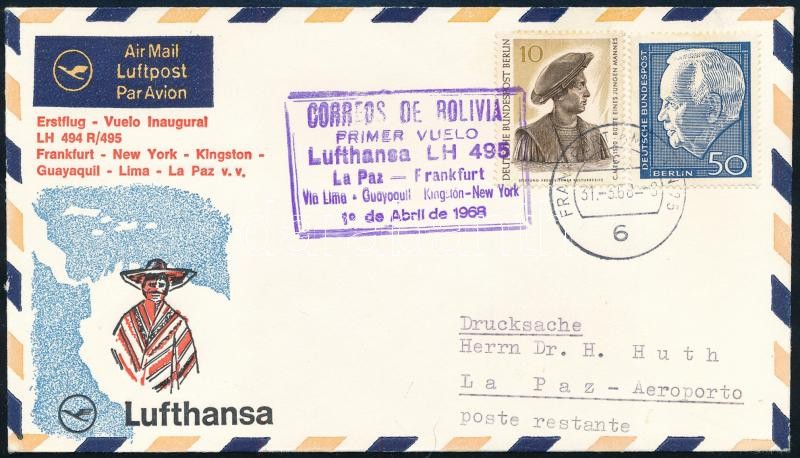 Air Mail
Luftpost
Par Avion
Erstflug - Vuelo Inaugural
LH 494 R/495
Frankfurt - New York - Kingston -
Guayaquil - Lima - La Paz v. v.
CORREOS DE BOLIVIA
PRIMER VUELO
Lufthansa LH 495
La Paz — Frankfurt
Via Lima - Guayaquil Kingston-New York
1º de Abril de 1968
10
DEUTSCHE BUNDESPOST BERLIN
DEUTSCHE BUNDESPOST
BERLIN
50
31.-3.68-
6
Drucksache
Herrn Dr. H. Huth
La Paz - Aeroporto
poste restante
Lufthansa